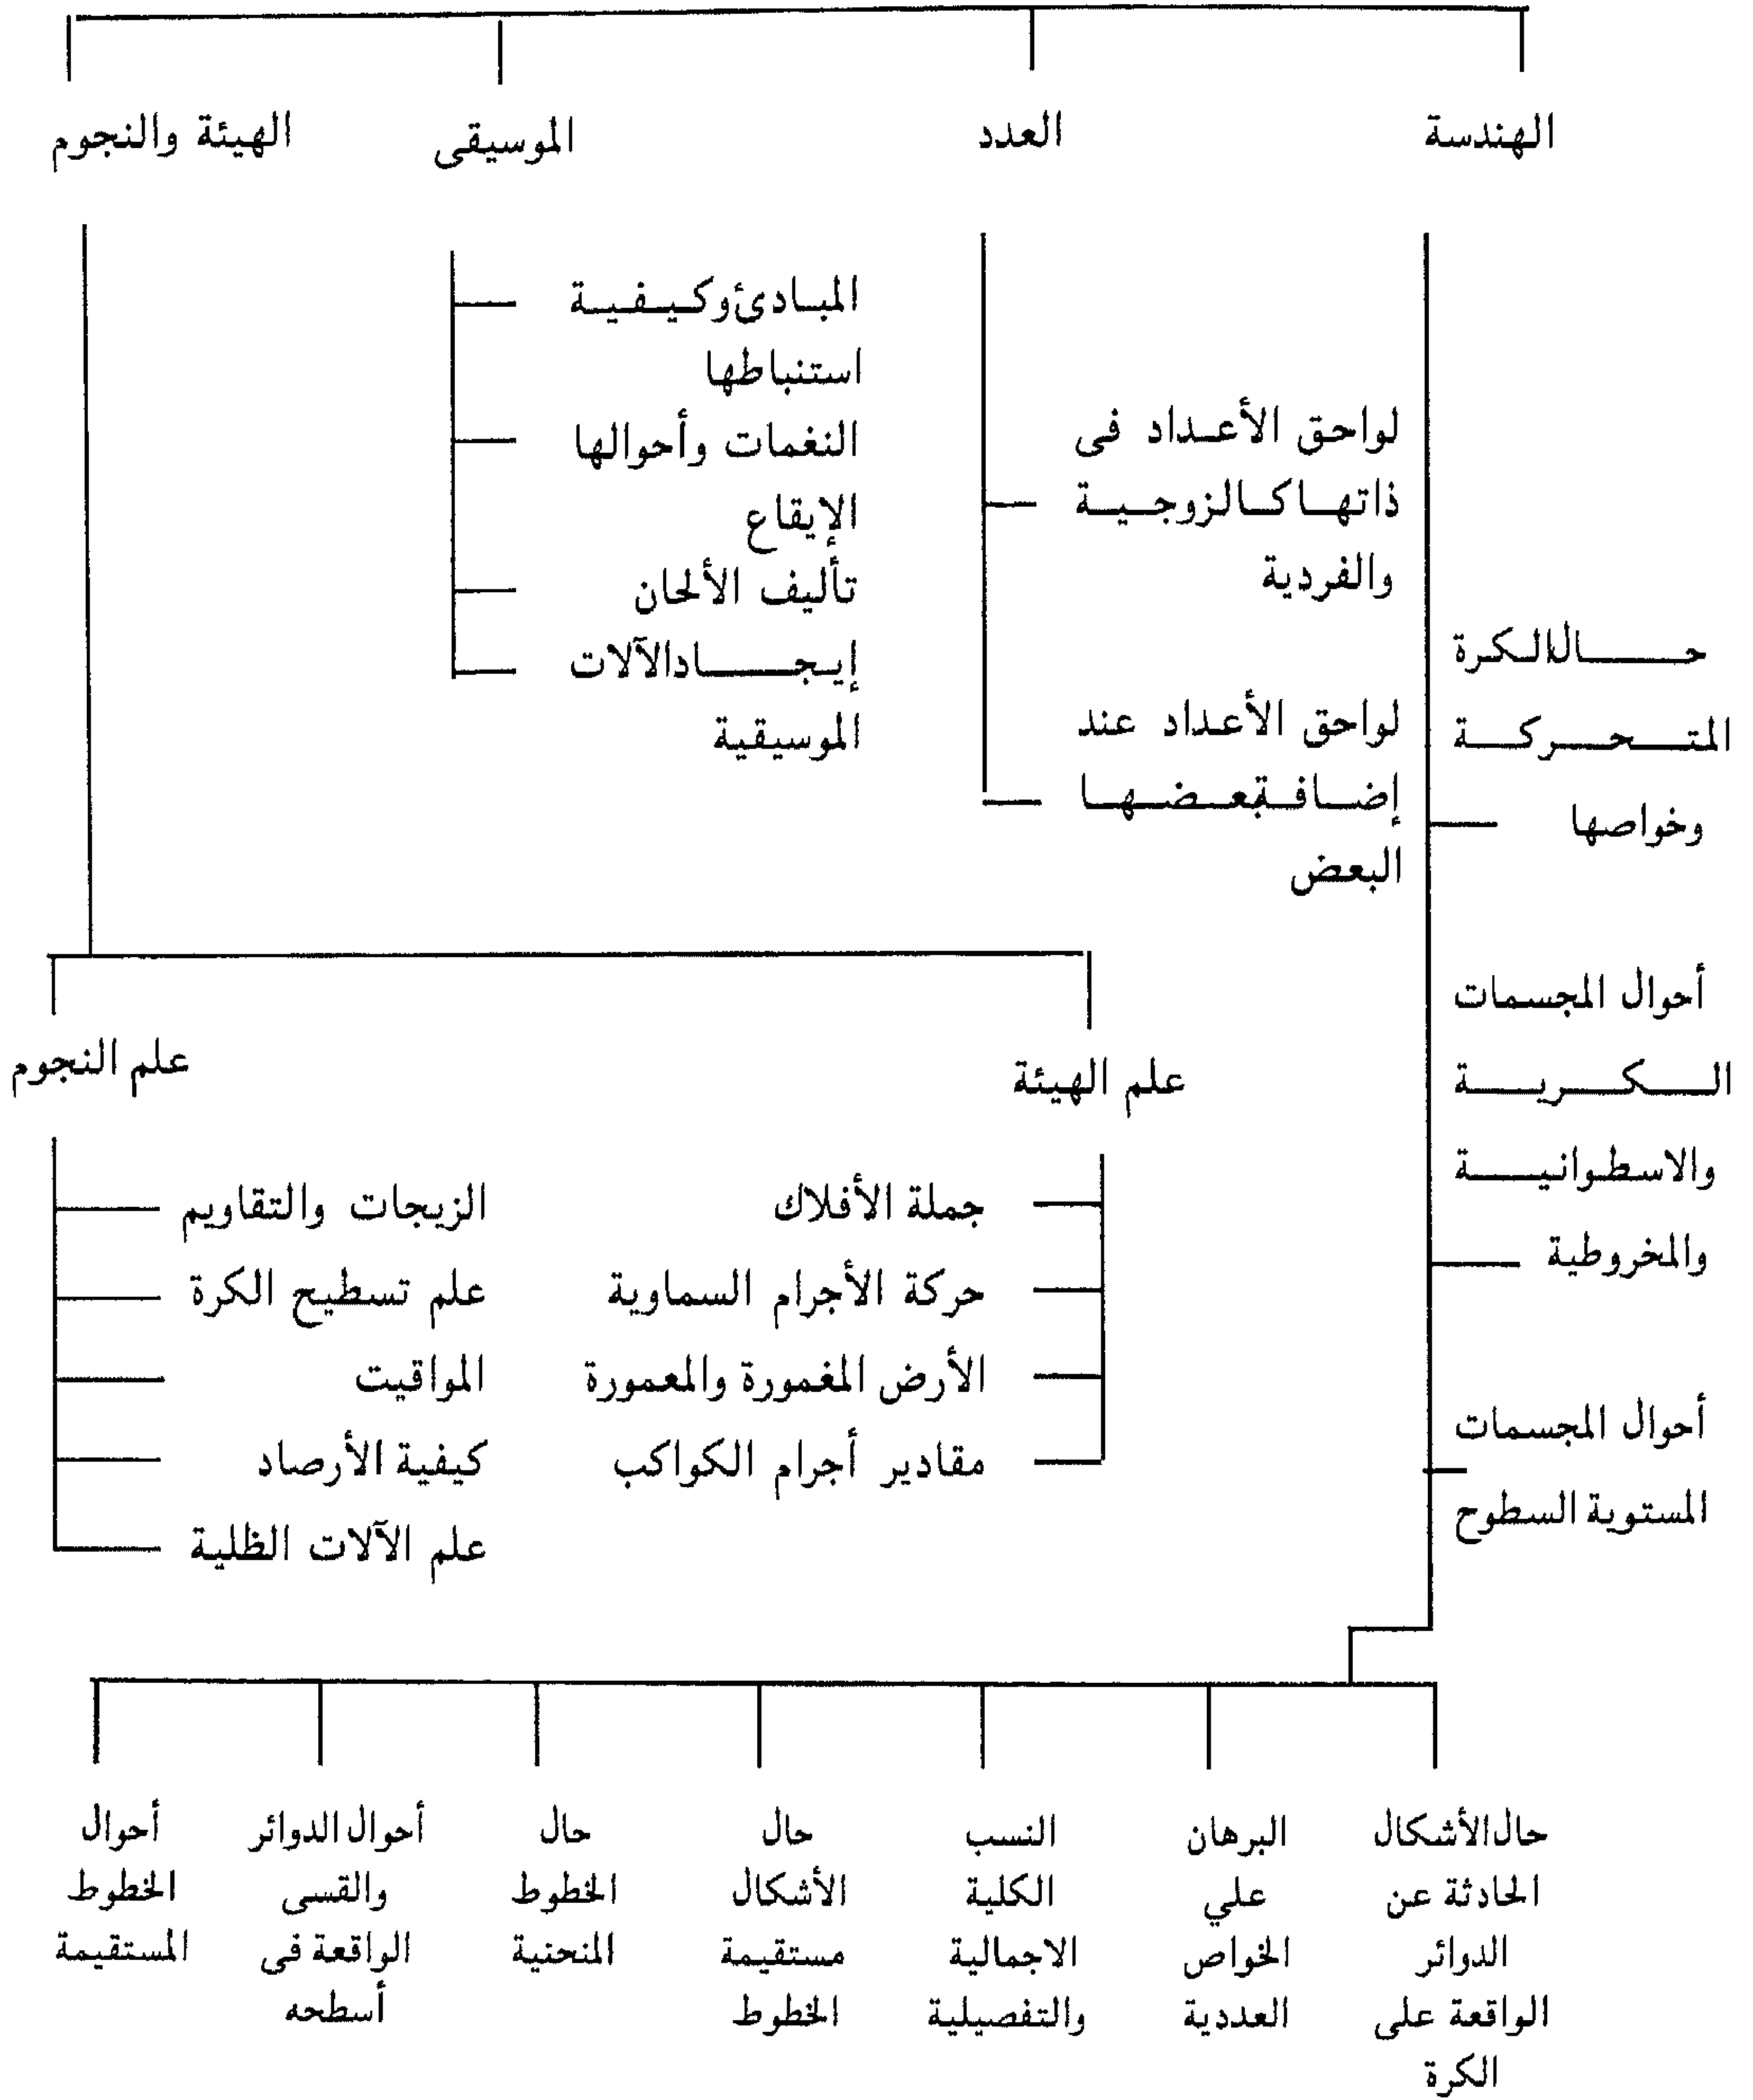 الهندسة
العدد
الموسيقى
الهيئة والنجوم
حال الكرة
المتحركة
وخواصها
أحوال المجسمات
الكرية
والاسطوانية
والمخروطية
أحوال المجسمات
المستوية السطوح
لواحق الأعداد فى
ذاتها كالزوجية
والفردية
لواحق الأعداد عند
إضافة بعضها
البعض
المبادئ وكيفية
استنباطها
النغمات وأحوالها
الإيقاع
تأليف الألحان
إيجاد الآلات
الموسيقية
علم الهيئة
جملة الأفلاك
حركة الأجرام السماوية
الأرض المغمورة والمعمورة
مقادير أجرام الكواكب
علم النجوم
الزيجات والتقاويم
علم تسطيح الكرة
المواقيت
كيفية الأرصاد
علم الآلات الظلية
حال الأشكال
الحادثة عن
الدوائر
الواقعة على
الكرة
البرهان
علي
الخواص
العددية
النسب
الكلية
الاجمالية
والتفصيلية
حال
الأشكال
مستقيمة
الخطوط
حال
الخطوط
المنحنية
أحوال الدوائر
والقسى
الواقعة فى
أسطحه
أحوال
الخطوط
المستقيمة